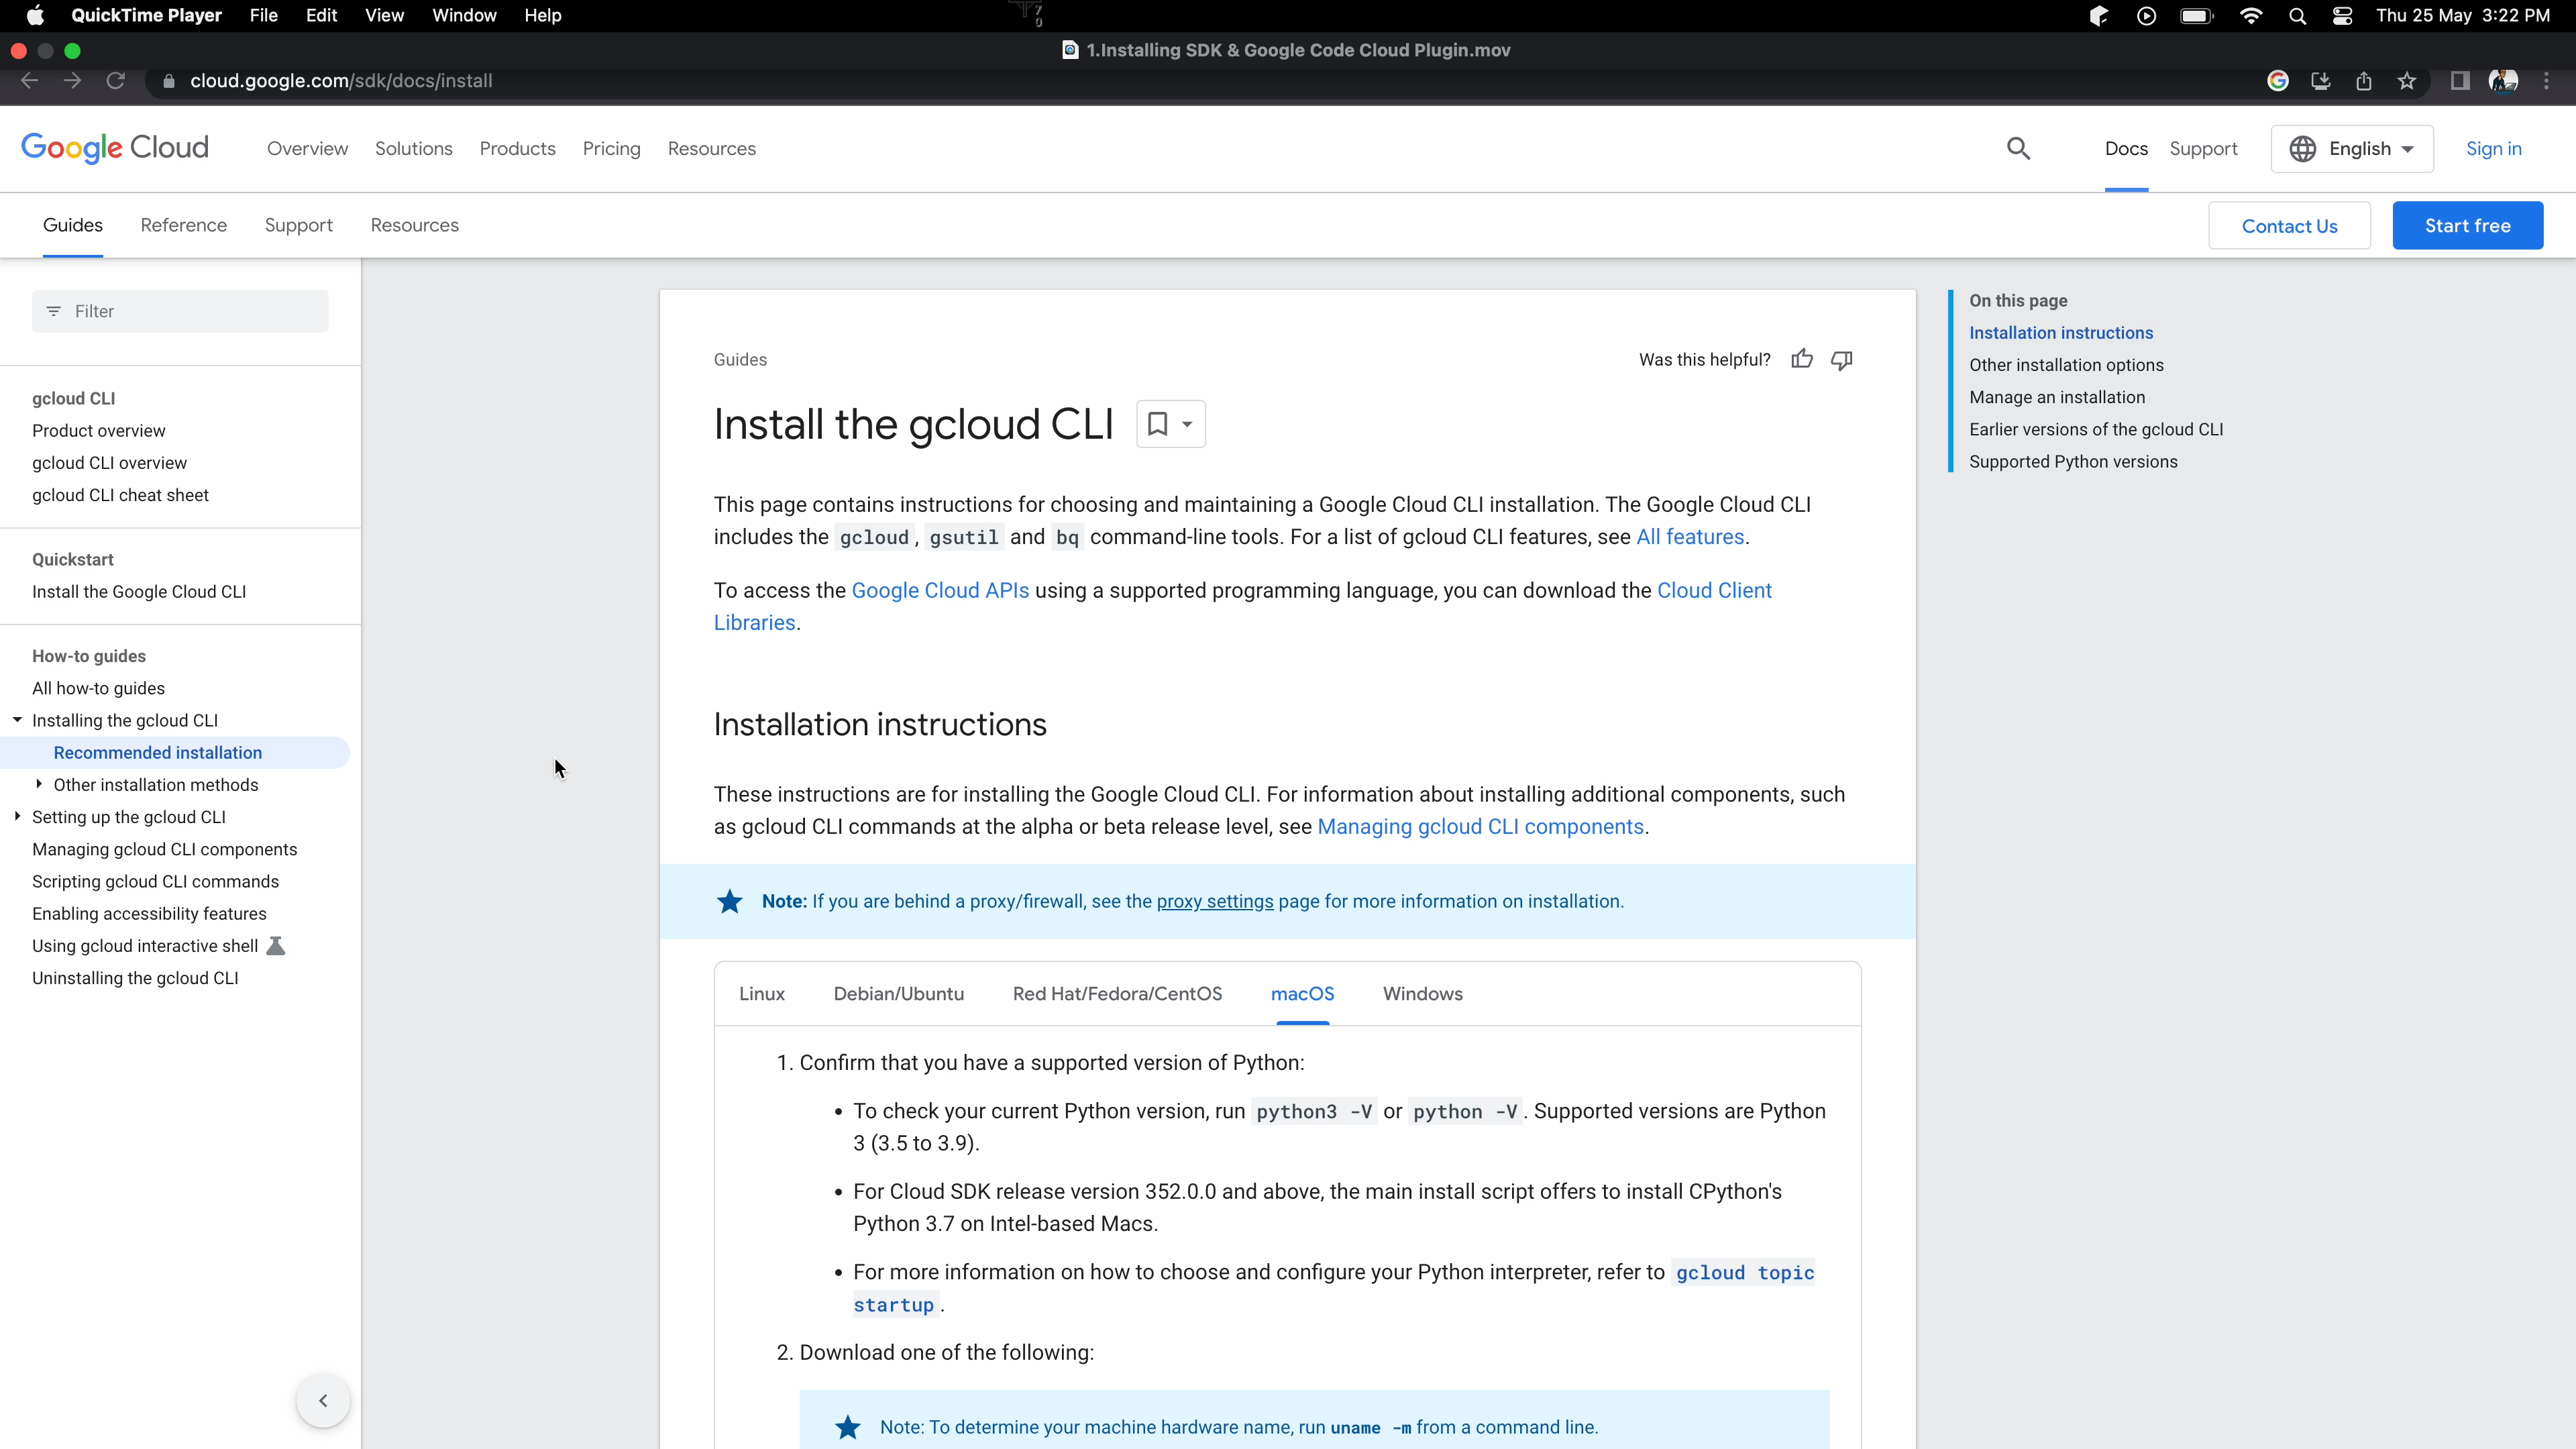 QuickTime Player File Edit View Window Help
Thu 25 May 3:22 PM
1.Installing SDK & Google Code Cloud Plugin.mov
cloud.google.com/sdk/docs/install
Google Cloud Overview Solutions Products Pricing Resources
Docs Support English Sign in
Guides Reference Support Resources
Contact Us Start free
Filter
gcloud CLI
Product overview
gcloud CLI overview
gcloud CLI cheat sheet
Quickstart
Install the Google Cloud CLI
How-to guides
All how-to guides
Installing the gcloud CLI
Recommended installation
Other installation methods
Setting up the gcloud CLI
Managing gcloud CLI components
Scripting gcloud CLI commands
Enabling accessibility features
Using gcloud interactive shell
Uninstalling the gcloud CLI
Guides
Was this helpful?
Install the gcloud CLI
This page contains instructions for choosing and maintaining a Google Cloud CLI installation. The Google Cloud CLI
includes the gcloud, gsutil and bq command-line tools. For a list of gcloud CLI features, see All features.
To access the Google Cloud APIs using a supported programming language, you can download the Cloud Client
Libraries.
Installation instructions
These instructions are for installing the Google Cloud CLI. For information about installing additional components, such
as gcloud CLI commands at the alpha or beta release level, see Managing gcloud CLI components.
Note: If you are behind a proxy/firewall, see the proxy settings page for more information on installation.
Linux Debian/Ubuntu Red Hat/Fedora/CentOS macOS Windows
1. Confirm that you have a supported version of Python:
• To check your current Python version, run python3 -V or python -V. Supported versions are Python
3 (3.5 to 3.9).
• For Cloud SDK release version 352.0.0 and above, the main install script offers to install CPython's
Python 3.7 on Intel-based Macs.
• For more information on how to choose and configure your Python interpreter, refer to gcloud topic
startup.
2. Download one of the following:
Note: To determine your machine hardware name, run uname -m from a command line.
On this page
Installation instructions
Other installation options
Manage an installation
Earlier versions of the gcloud CLI
Supported Python versions